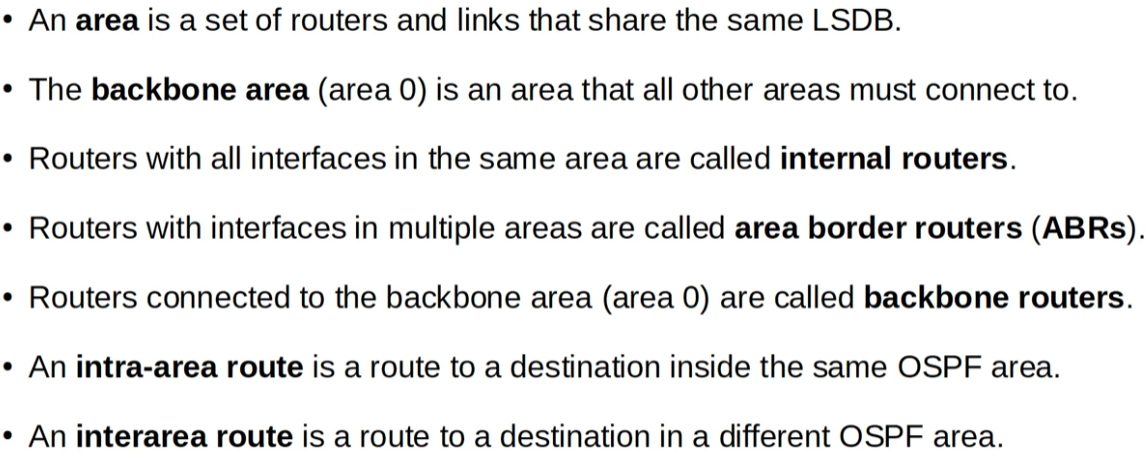 • An area is a set of routers and links that share the same LSDB.
• The backbone area (area 0) is an area that all other areas must connect to.
• Routers with all interfaces in the same area are called internal routers.
• Routers with interfaces in multiple areas are called area border routers (ABRs).
• Routers connected to the backbone area (area 0) are called backbone routers.
• An intra-area route is a route to a destination inside the same OSPF area.
• An interarea route is a route to a destination in a different OSPF area.